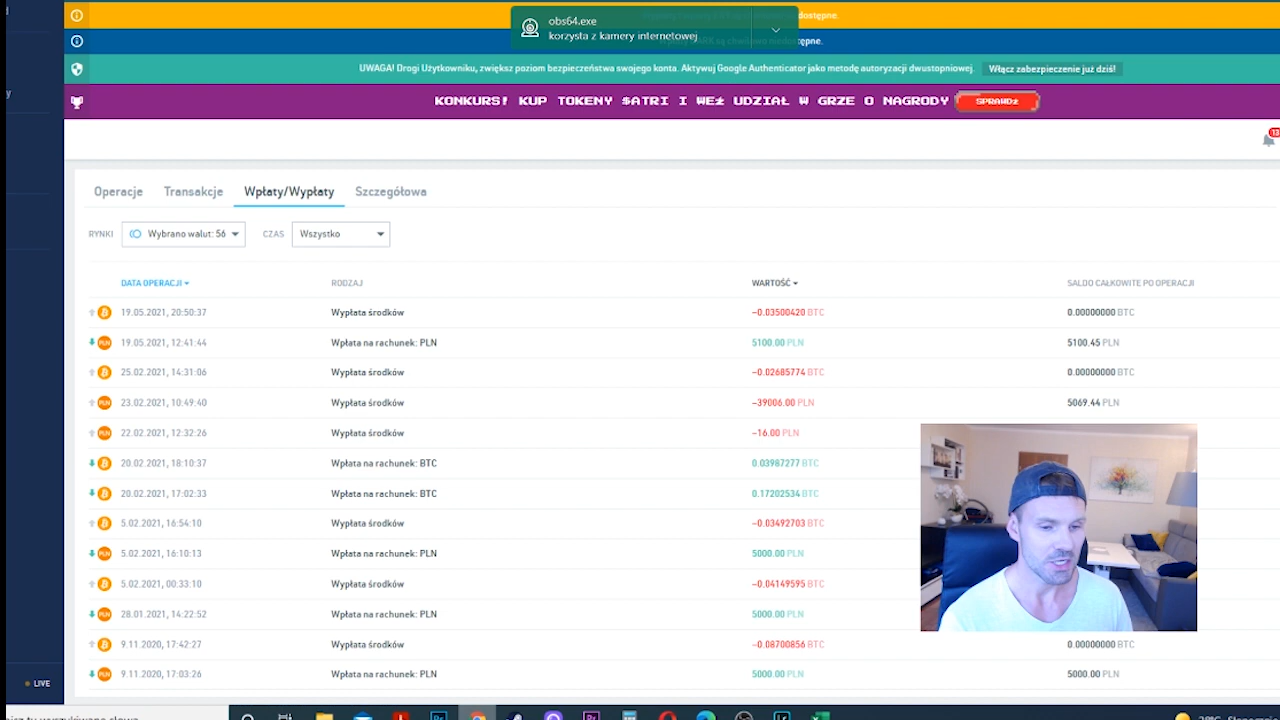 obs64.exe
dostępne.
korzysta z kamery internetowej
UWAGA! Drogi Użytkowniku, zwiększ poziom bezpieczeństwa swojego konta. Aktywuj Google Authenticator jako metodę autoryzacji dwustopniowej. Włącz zabezpieczenie już dziś!
KONKURS! KUP TOKENY $ATRI I WEŹ UDZIAŁ W GRZE O NAGRODY SPRAWDŹ
13
Operacje Transakcje Wpłaty/Wypłaty Szczegółowa
RYNKI Wybrano walut: 56 CZAS Wszystko
DATA OPERACJI RODZAJ WARTOŚĆ SALDO CAŁKOWITE PO OPERACJI
19.05.2021, 20:50:37 Wypłata środków −0.03500420 BTC 0.00000000 BTC
PLN 19.05.2021, 12:41:44 Wpłata na rachunek: PLN 5100.00 PLN 5100.45 PLN
25.02.2021, 14:31:06 Wypłata środków −0.02685774 BTC 0.00000000 BTC
PLN 23.02.2021, 10:49:40 Wypłata środków −39006.00 PLN 5069.44 PLN
PLN 22.02.2021, 12:32:26 Wypłata środków −16.00 PLN
20.02.2021, 18:10:37 Wpłata na rachunek: BTC 0.03987277 BTC
20.02.2021, 17:02:33 Wpłata na rachunek: BTC 0.17202534 BTC
5.02.2021, 16:54:10 Wypłata środków −0.03492703 BTC
PLN 5.02.2021, 16:10:13 Wpłata na rachunek: PLN 5000.00 PLN
5.02.2021, 00:33:10 Wypłata środków −0.04149595 BTC
PLN 28.01.2021, 14:22:52 Wpłata na rachunek: PLN 5000.00 PLN
9.11.2020, 17:42:27 Wypłata środków −0.08700856 BTC 0.00000000 BTC
PLN 9.11.2020, 17:03:26 Wpłata na rachunek: PLN 5000.00 PLN 5000.00 PLN
LIVE